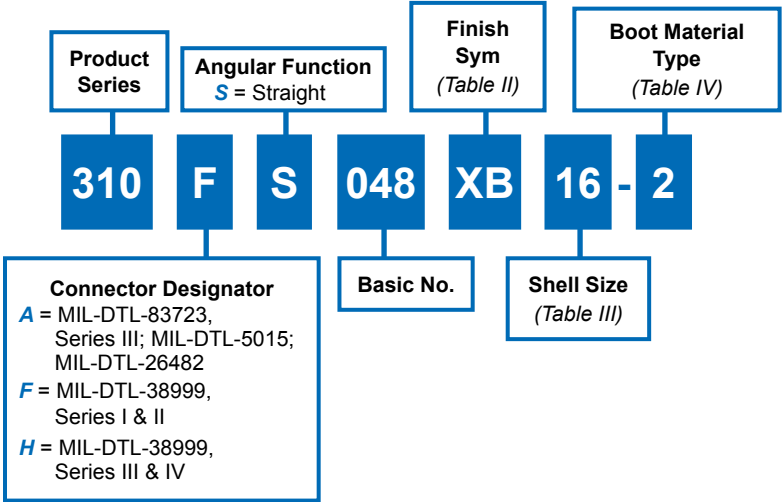 Product
Series
Angular Function
S = Straight
Finish
Sym
(Table II)
Boot Material
Type
(Table IV)
310 F S 048 XB 16 - 2
Connector Designator
A = MIL-DTL-83723,
Series III; MIL-DTL-5015;
MIL-DTL-26482
F = MIL-DTL-38999,
Series I & II
H = MIL-DTL-38999,
Series III & IV
Basic No.
Shell Size
(Table III)